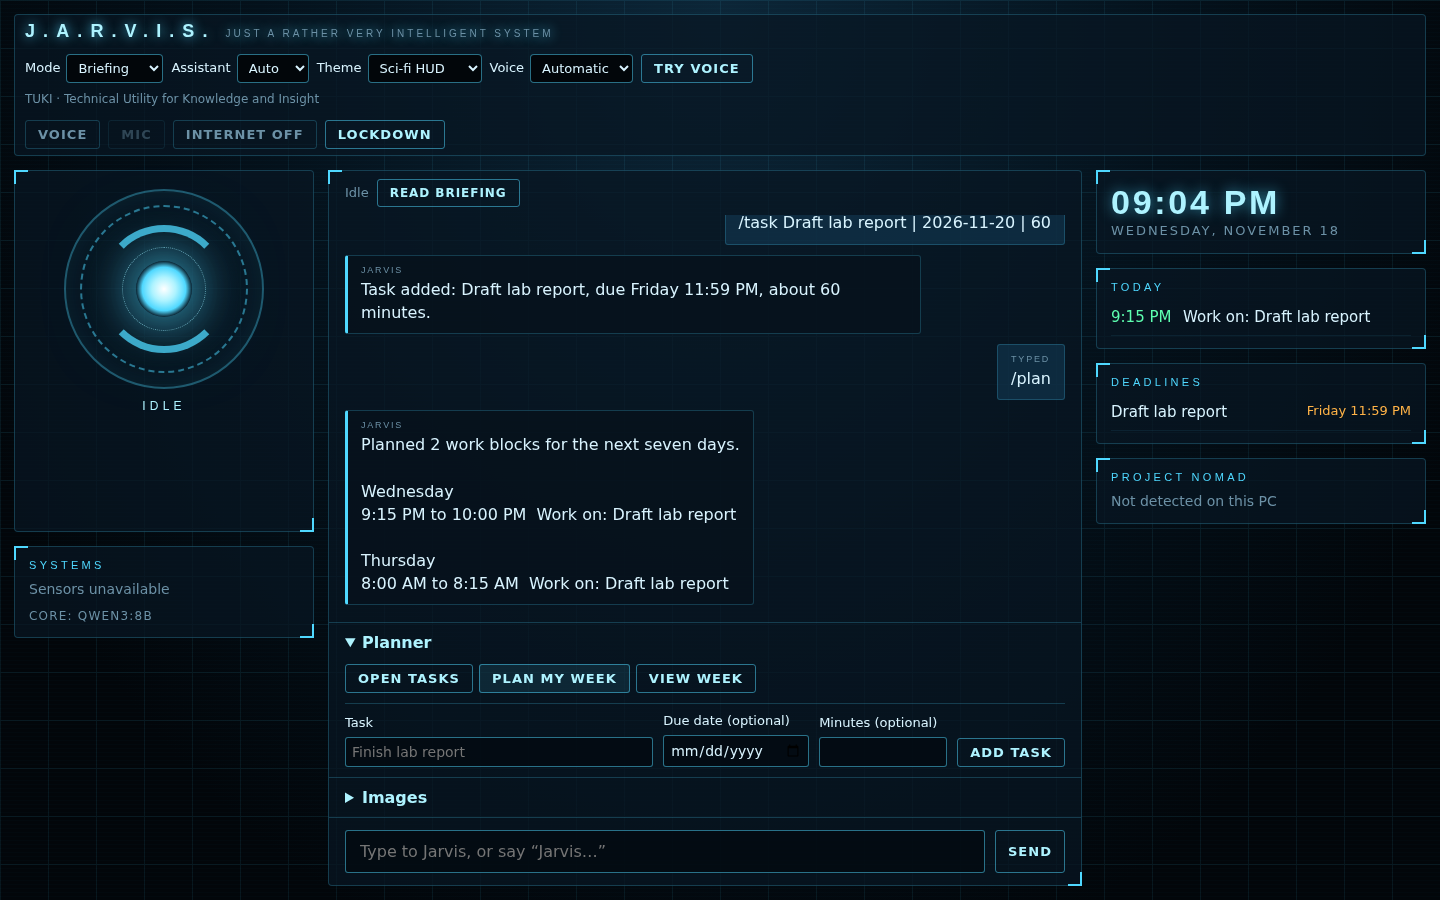 J.A.R.V.I.S. JUST A RATHER VERY INTELLIGENT SYSTEM
Mode Briefing Assistant Auto Theme Sci-fi HUD Voice Automatic TRY VOICE
TUKI · Technical Utility for Knowledge and Insight
VOICE MIC INTERNET OFF LOCKDOWN
IDLE
SYSTEMS
Sensors unavailable
CORE: QWEN3:8B
Idle READ BRIEFING
/task Draft lab report | 2026-11-20 | 60
JARVIS
Task added: Draft lab report, due Friday 11:59 PM, about 60
minutes.
TYPED
/plan
JARVIS
Planned 2 work blocks for the next seven days.
Wednesday
9:15 PM to 10:00 PM Work on: Draft lab report
Thursday
8:00 AM to 8:15 AM Work on: Draft lab report
Planner
OPEN TASKS PLAN MY WEEK VIEW WEEK
Task Due date (optional) Minutes (optional)
Finish lab report mm/dd/yyyy ADD TASK
Images
Type to Jarvis, or say “Jarvis...” SEND
09:04 PM
WEDNESDAY, NOVEMBER 18
TODAY
9:15 PM Work on: Draft lab report
DEADLINES
Draft lab report Friday 11:59 PM
PROJECT NOMAD
Not detected on this PC